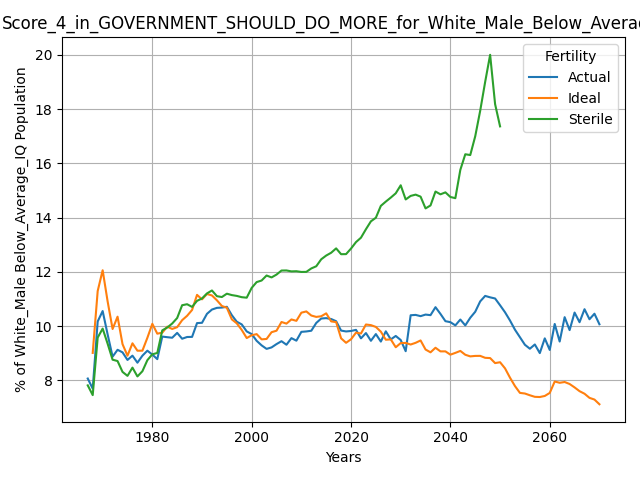 Score_4_in_GOVERNMENT_SHOULD_DO_MORE_for_White_Male_Below_Avera
Fertility
Actual
Ideal
Sterile
% of White_Male Below_Average_IQ Population
20
18
16
14
12
10
8
1980
2000
2020
2040
2060
Years